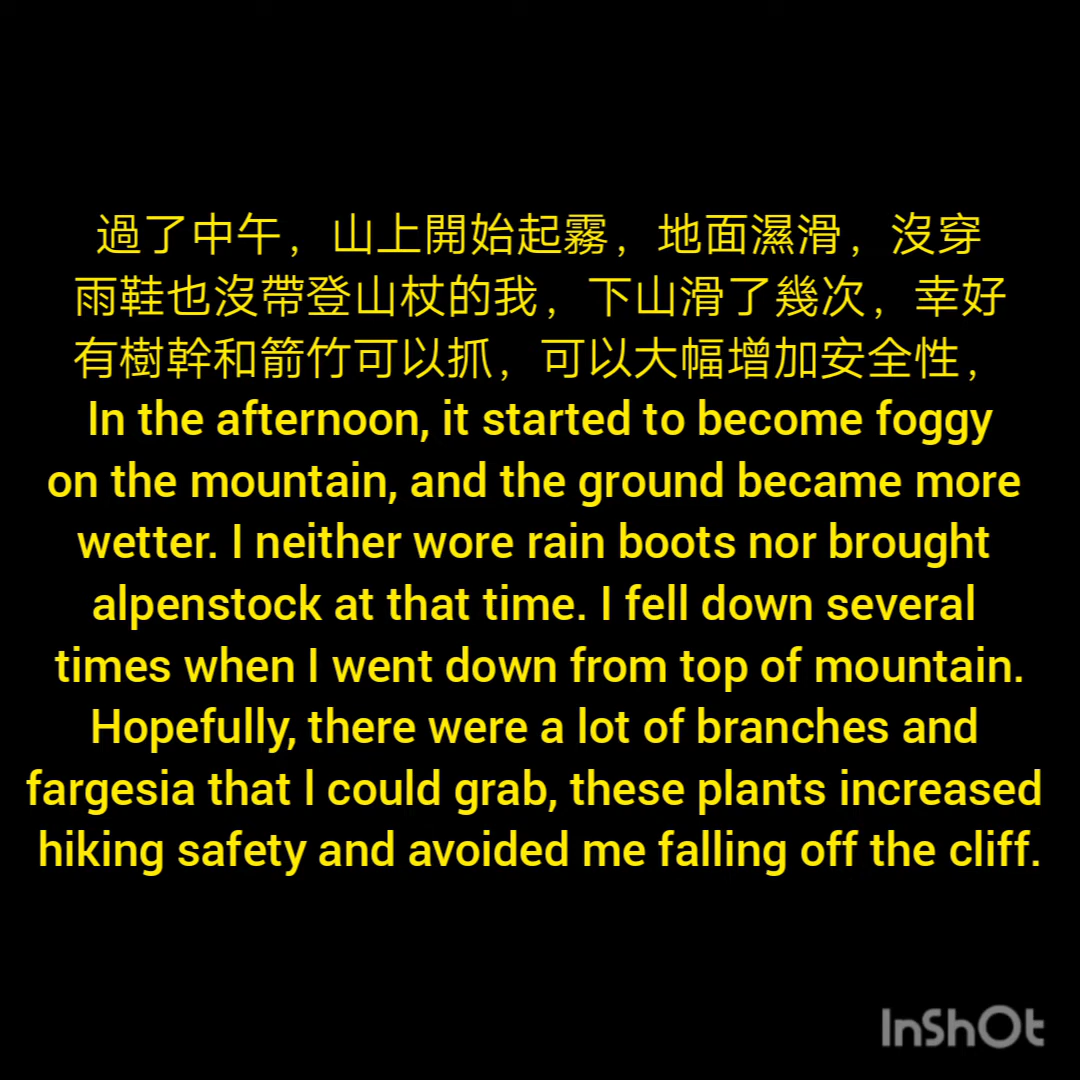 過了中午，山上開始起霧，地面濕滑，沒穿
雨鞋也沒帶登山杖的我，下山滑了幾次，幸好
有樹幹和箭竹可以抓，可以大幅增加安全性，
In the afternoon, it started to become foggy
on the mountain, and the ground became more
wetter. I neither wore rain boots nor brought
alpenstock at that time. I fell down several
times when I went down from top of mountain.
Hopefully, there were a lot of branches and
fargesia that I could grab, these plants increased
hiking safety and avoided me falling off the cliff.
InShOt